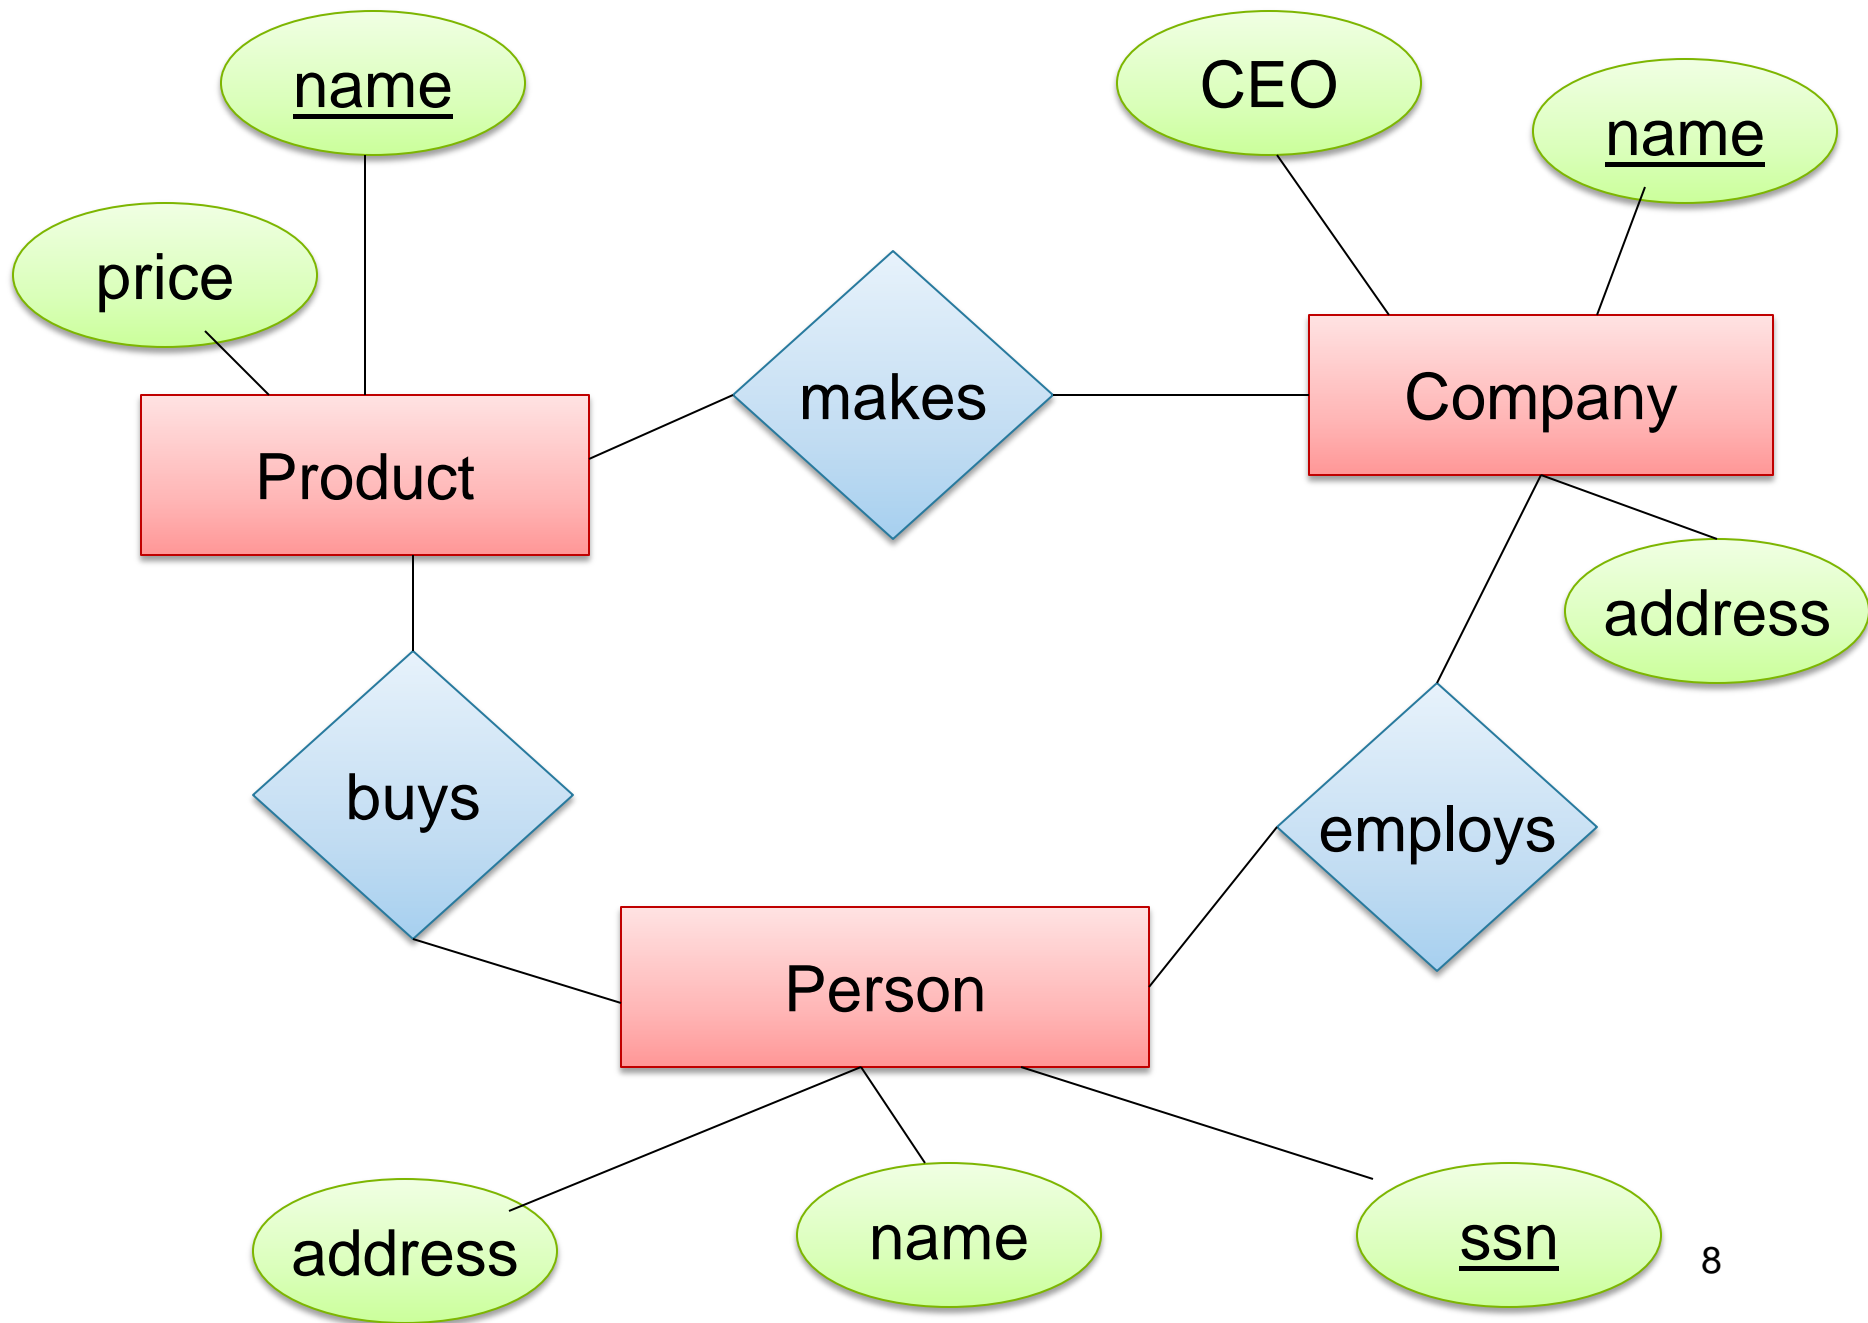 name
CEO
name
price
makes
Company
Product
address
buys
employs
Person
address
name
ssn
8